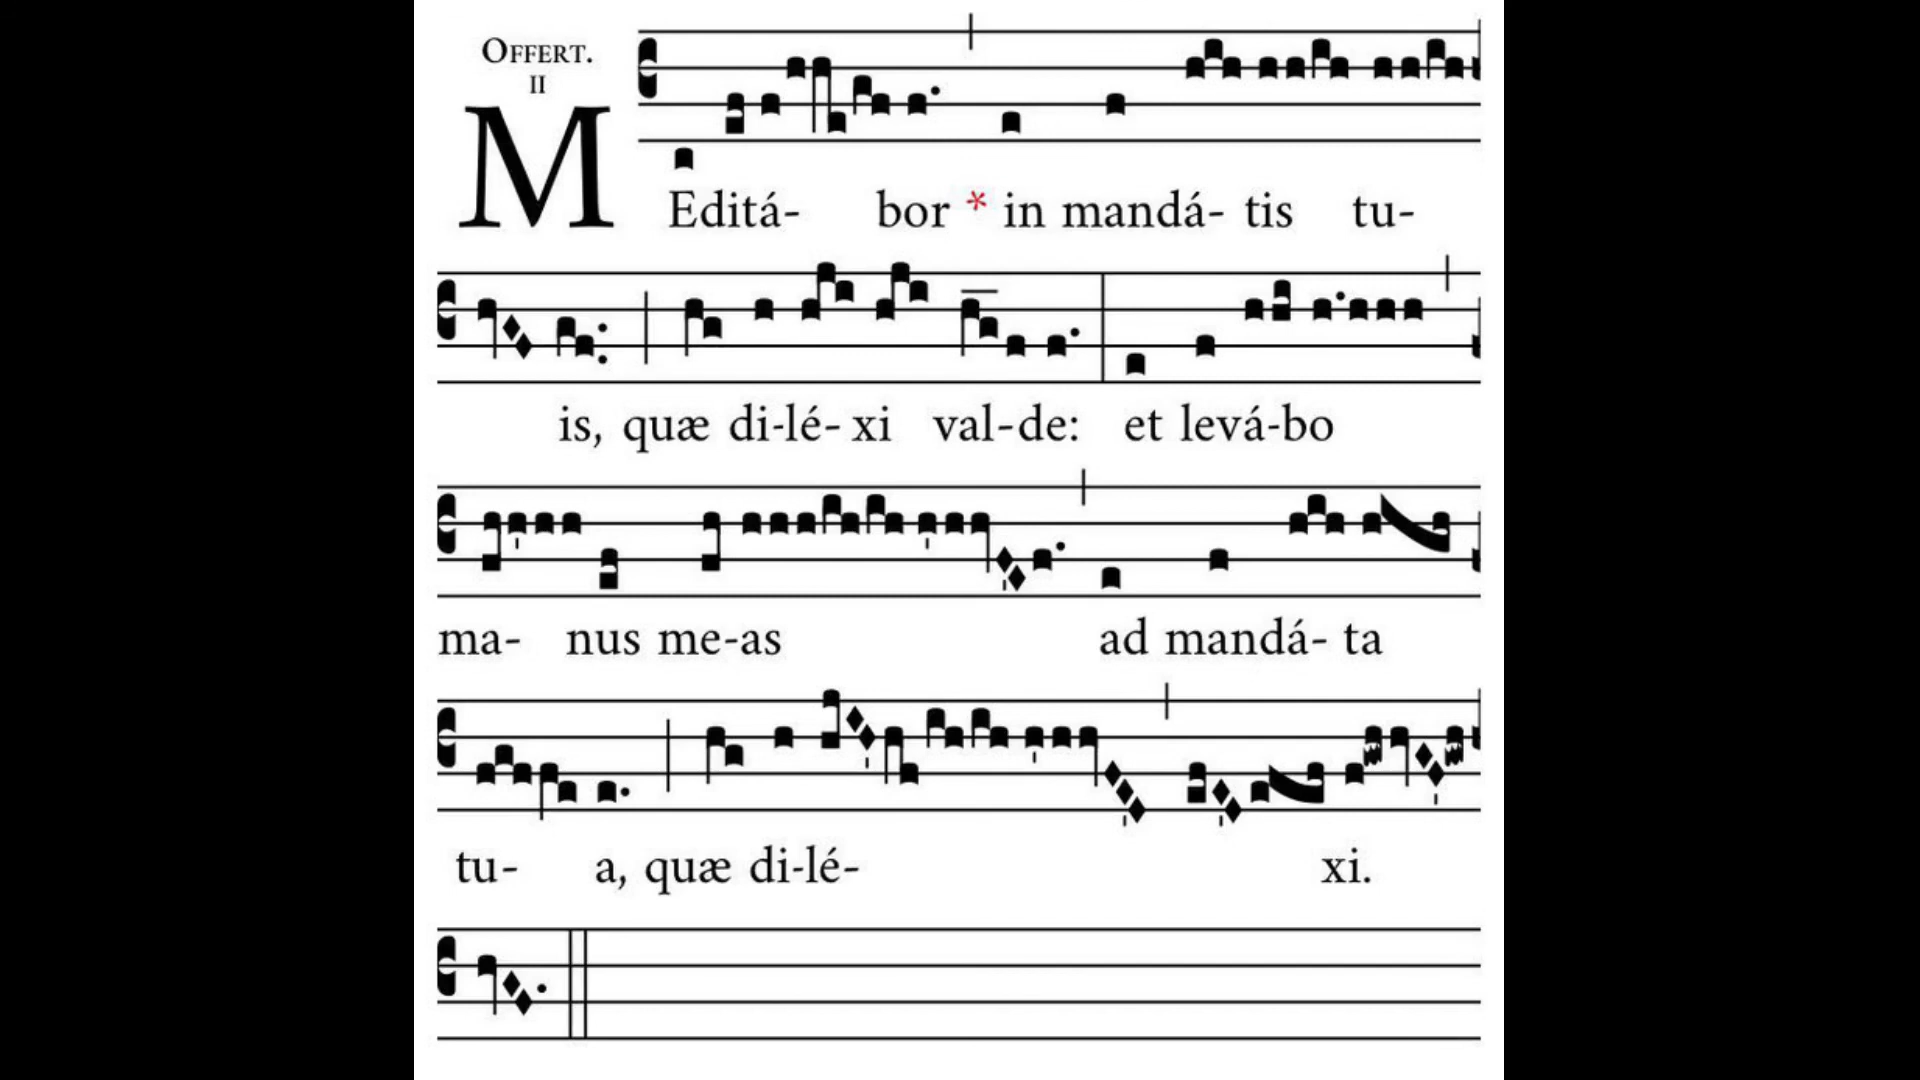 OFFERT.
II
MEditá- bor * in mandá- tis tu-
is, quæ di-lé- xi val-de: et levá-bo
ma- nus me-as ad mandá- ta
tu- a, quæ di-lé- xi.